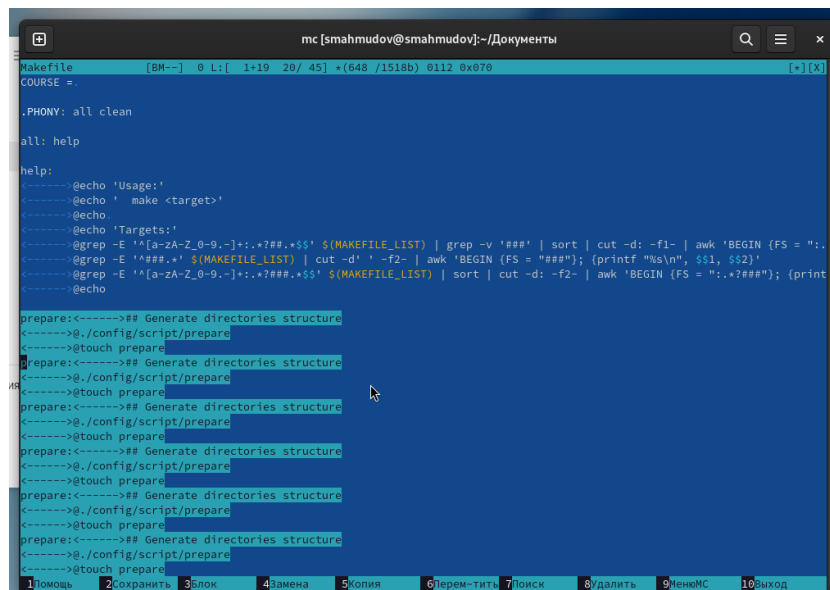 mc [smahmudov@smahmudov]:~/Документы
Makefile [BM--] 0 L:[ 1+19 20/ 45] *(648 /1518b) 0112 0x070 [*][X]
COURSE =.
.PHONY: all clean
all: help
help:
<------>@echo 'Usage:'
<------>@echo '  make <target>'
<------>@echo.
<------>@echo 'Targets:'
<------>@grep -E '^[a-zA-Z_0-9.-]+:.*?##.*$$' $(MAKEFILE_LIST) | grep -v '###' | sort | cut -d: -f1- | awk 'BEGIN {FS = ":.
<------>@grep -E '^###.*' $(MAKEFILE_LIST) | cut -d' ' -f2- | awk 'BEGIN {FS = "###"}; {printf "%s\n", $$1, $$2}'
<------>@grep -E '^[a-zA-Z_0-9.-]+:.*?###.*$$' $(MAKEFILE_LIST) | sort | cut -d: -f2- | awk 'BEGIN {FS = ":.*?###"}; {print
<------>@echo
prepare:<------>## Generate directories structure
<------>@./config/script/prepare
<------>@touch prepare
prepare:<------>## Generate directories structure
<------>@./config/script/prepare
<------>@touch prepare
prepare:<------>## Generate directories structure
<------>@./config/script/prepare
<------>@touch prepare
prepare:<------>## Generate directories structure
<------>@./config/script/prepare
<------>@touch prepare
prepare:<------>## Generate directories structure
<------>@./config/script/prepare
<------>@touch prepare
prepare:<------>## Generate directories structure
<------>@./config/script/prepare
<------>@touch prepare
1Помощь 2Сохранить 3Блок 4Замена 5Копия 6Перем~тить 7Поиск 8Удалить 9МенюMC 10Выход